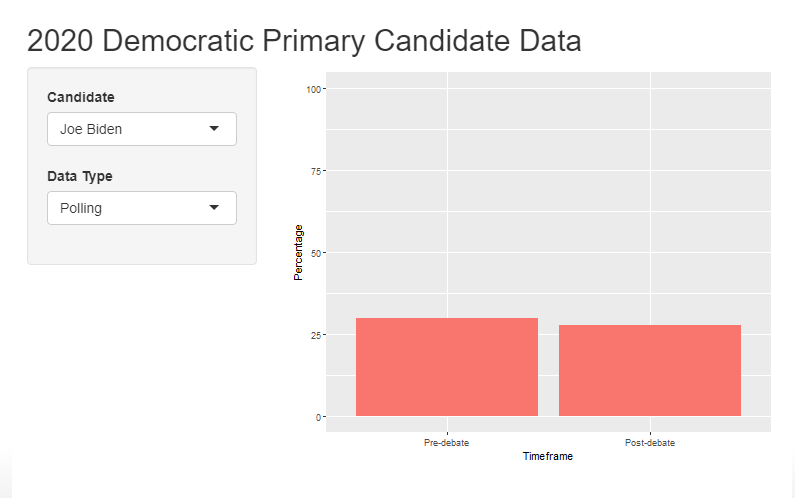 2020 Democratic Primary Candidate Data
Candidate
Joe Biden
Data Type
Polling
100
75
50
25
0
Percentage
Pre-debate
Post-debate
Timeframe